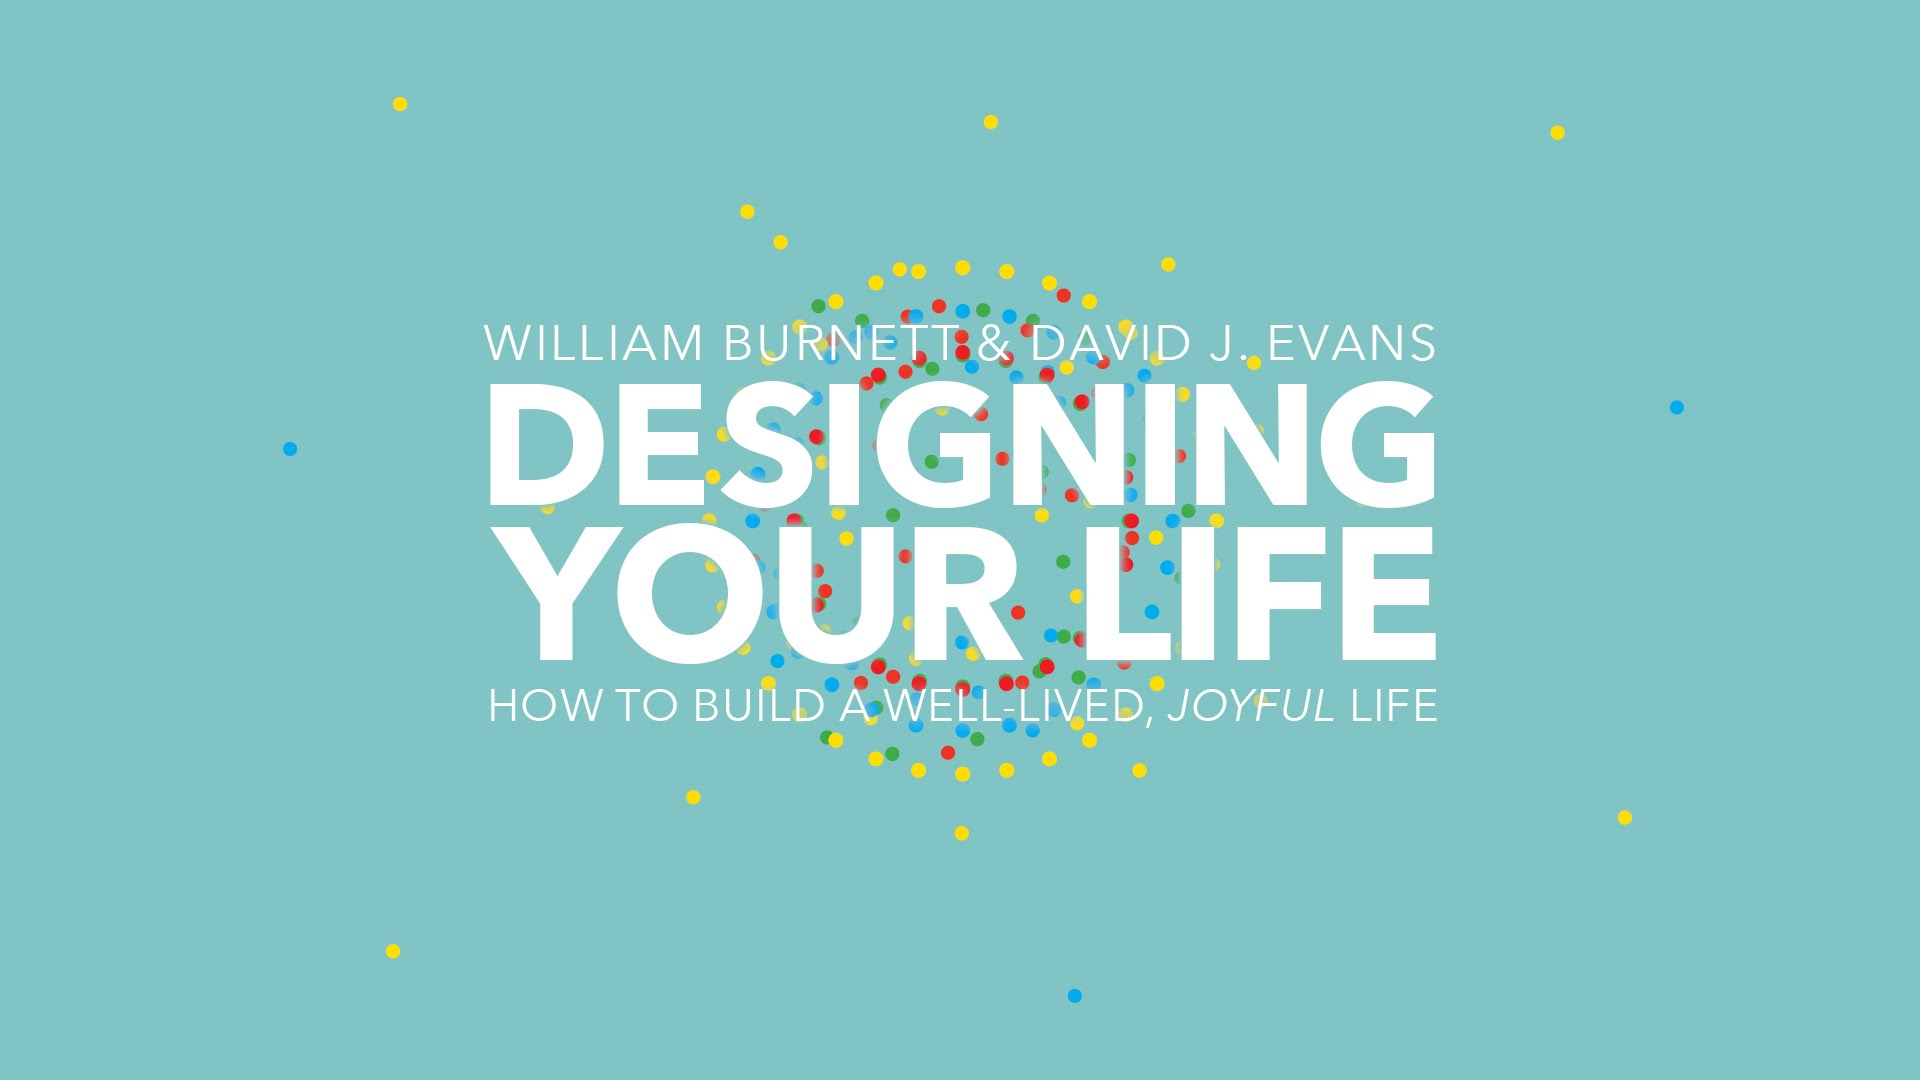 WILLIAM BURNETT & DAVID J. EVANS
DESIGNING
YOUR LIFE
HOW TO BUILD A WELL-LIVED, JOYFUL LIFE